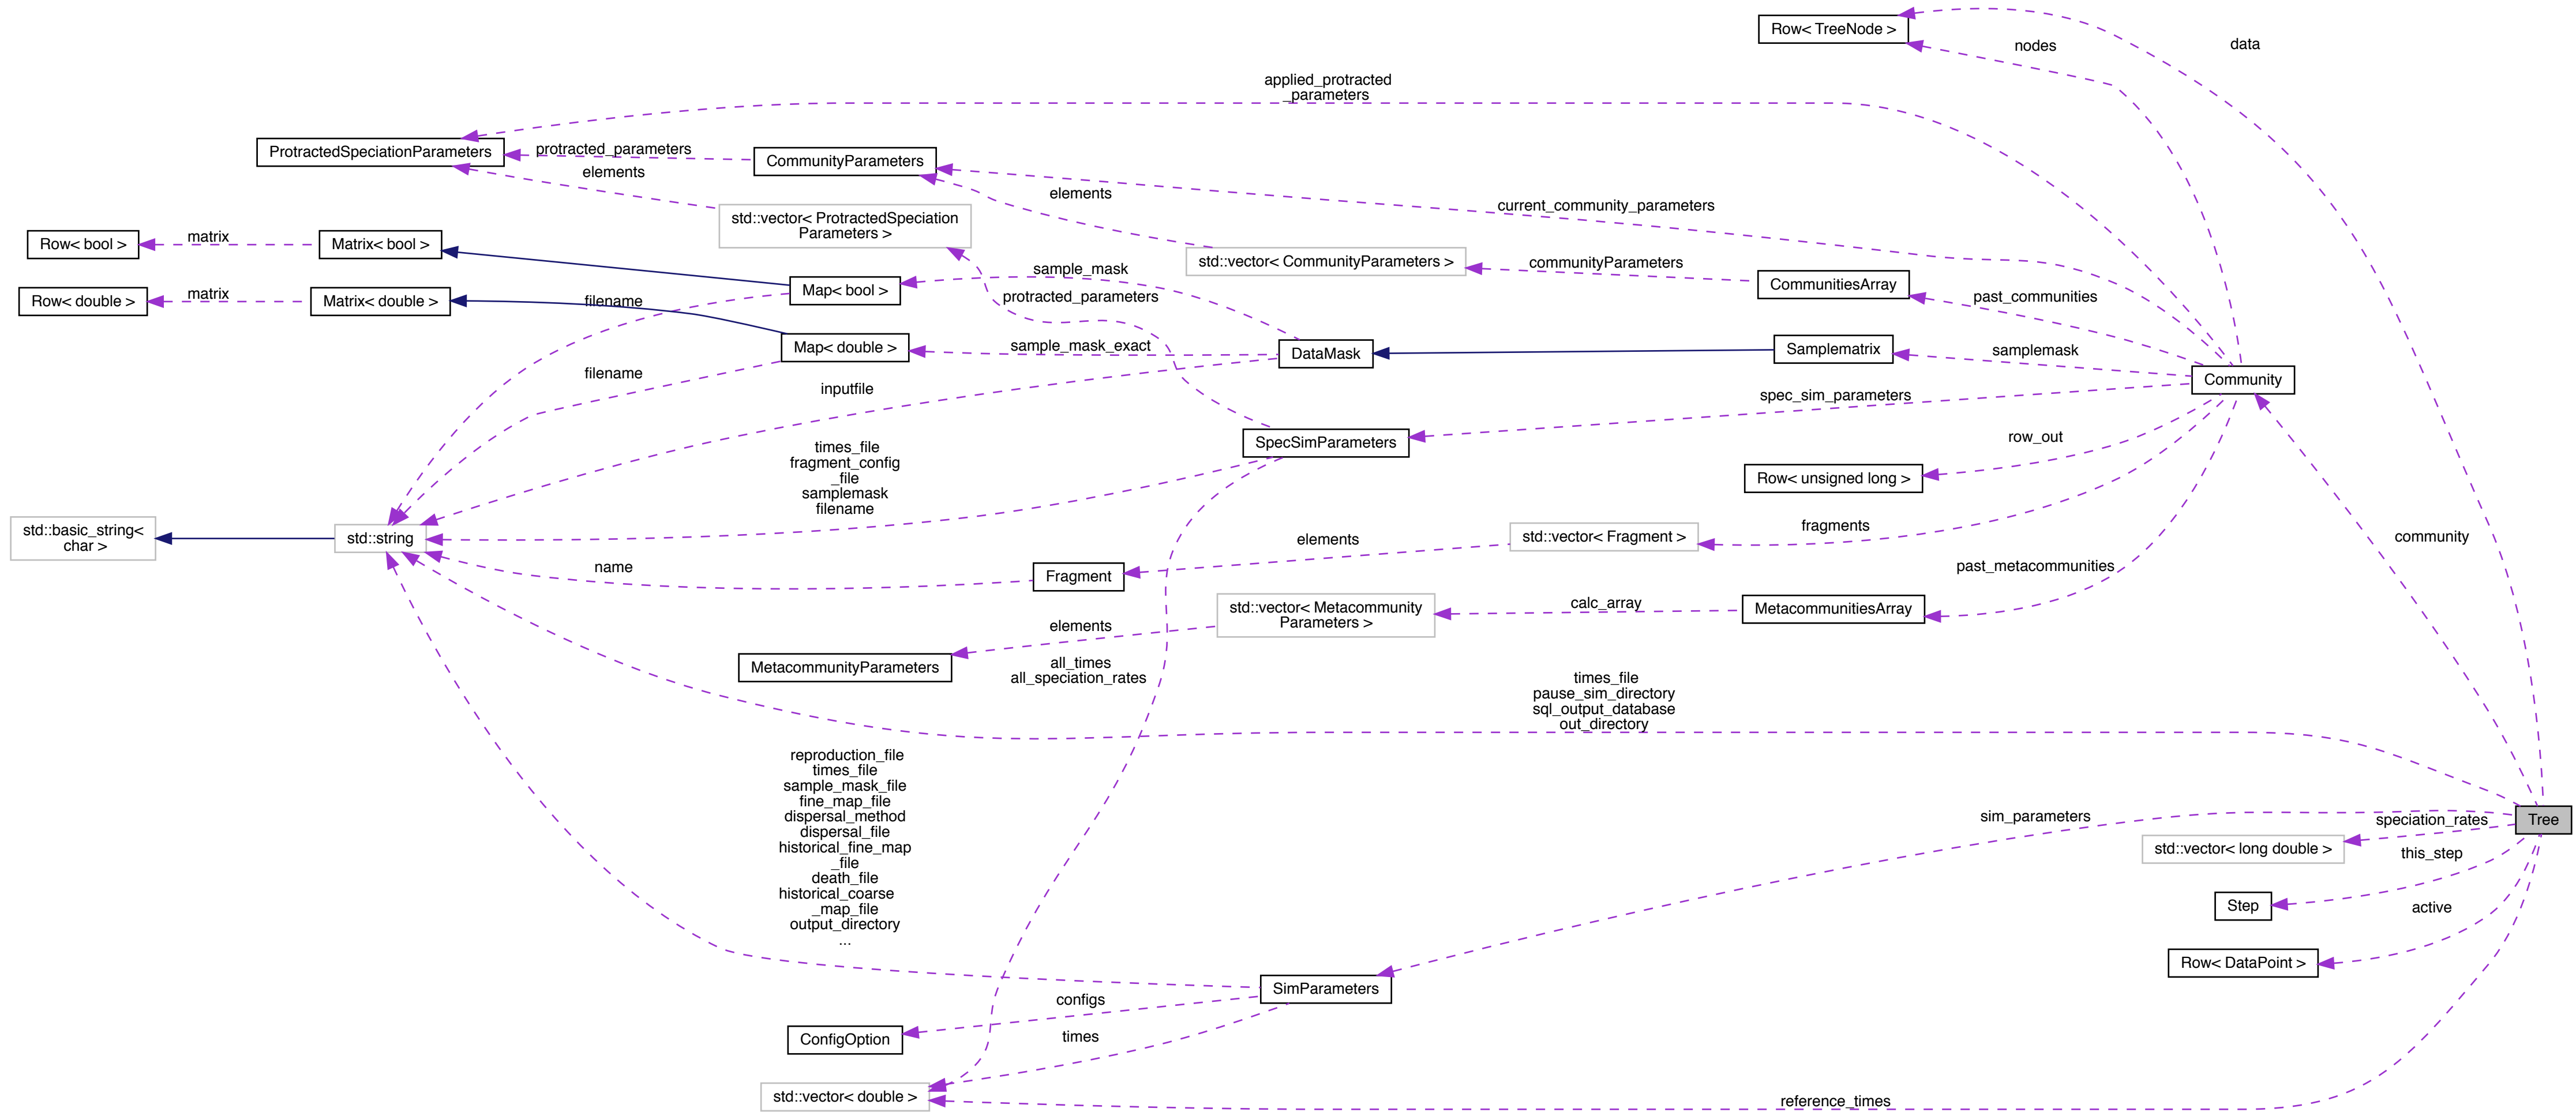 Row< TreeNode >
data
nodes
applied_protracted
_parameters
ProtractedSpeciationParameters
protracted_parameters
CommunityParameters
elements
elements
current_community_parameters
std::vector< ProtractedSpeciation
Parameters >
Row< bool >
matrix
Matrix< bool >
std::vector< CommunityParameters >
communityParameters
sample_mask
Map< bool >
CommunitiesArray
past_communities
protracted_parameters
Row< double >
matrix
Matrix< double >
filename
Map< double >
sample_mask_exact
DataMask
Samplematrix
samplemask
filename
inputfile
Community
spec_sim_parameters
SpecSimParameters
row_out
times_file
fragment_config
_file
samplemask
filename
Row< unsigned long >
std::basic_string<
char >
std::string
std::vector< Fragment >
fragments
elements
community
name
Fragment
past_metacommunities
std::vector< Metacommunity
Parameters >
calc_array
MetacommunitiesArray
elements
MetacommunityParameters
all_times
all_speciation_rates
times_file
pause_sim_directory
sql_output_database
out_directory
reproduction_file
times_file
sample_mask_file
fine_map_file
dispersal_method
dispersal_file
historical_fine_map
_file
death_file
historical_coarse
_map_file
output_directory
...
sim_parameters
speciation_rates
Tree
std::vector< long double >
this_step
Step
active
Row< DataPoint >
SimParameters
configs
ConfigOption
times
std::vector< double >
reference_times